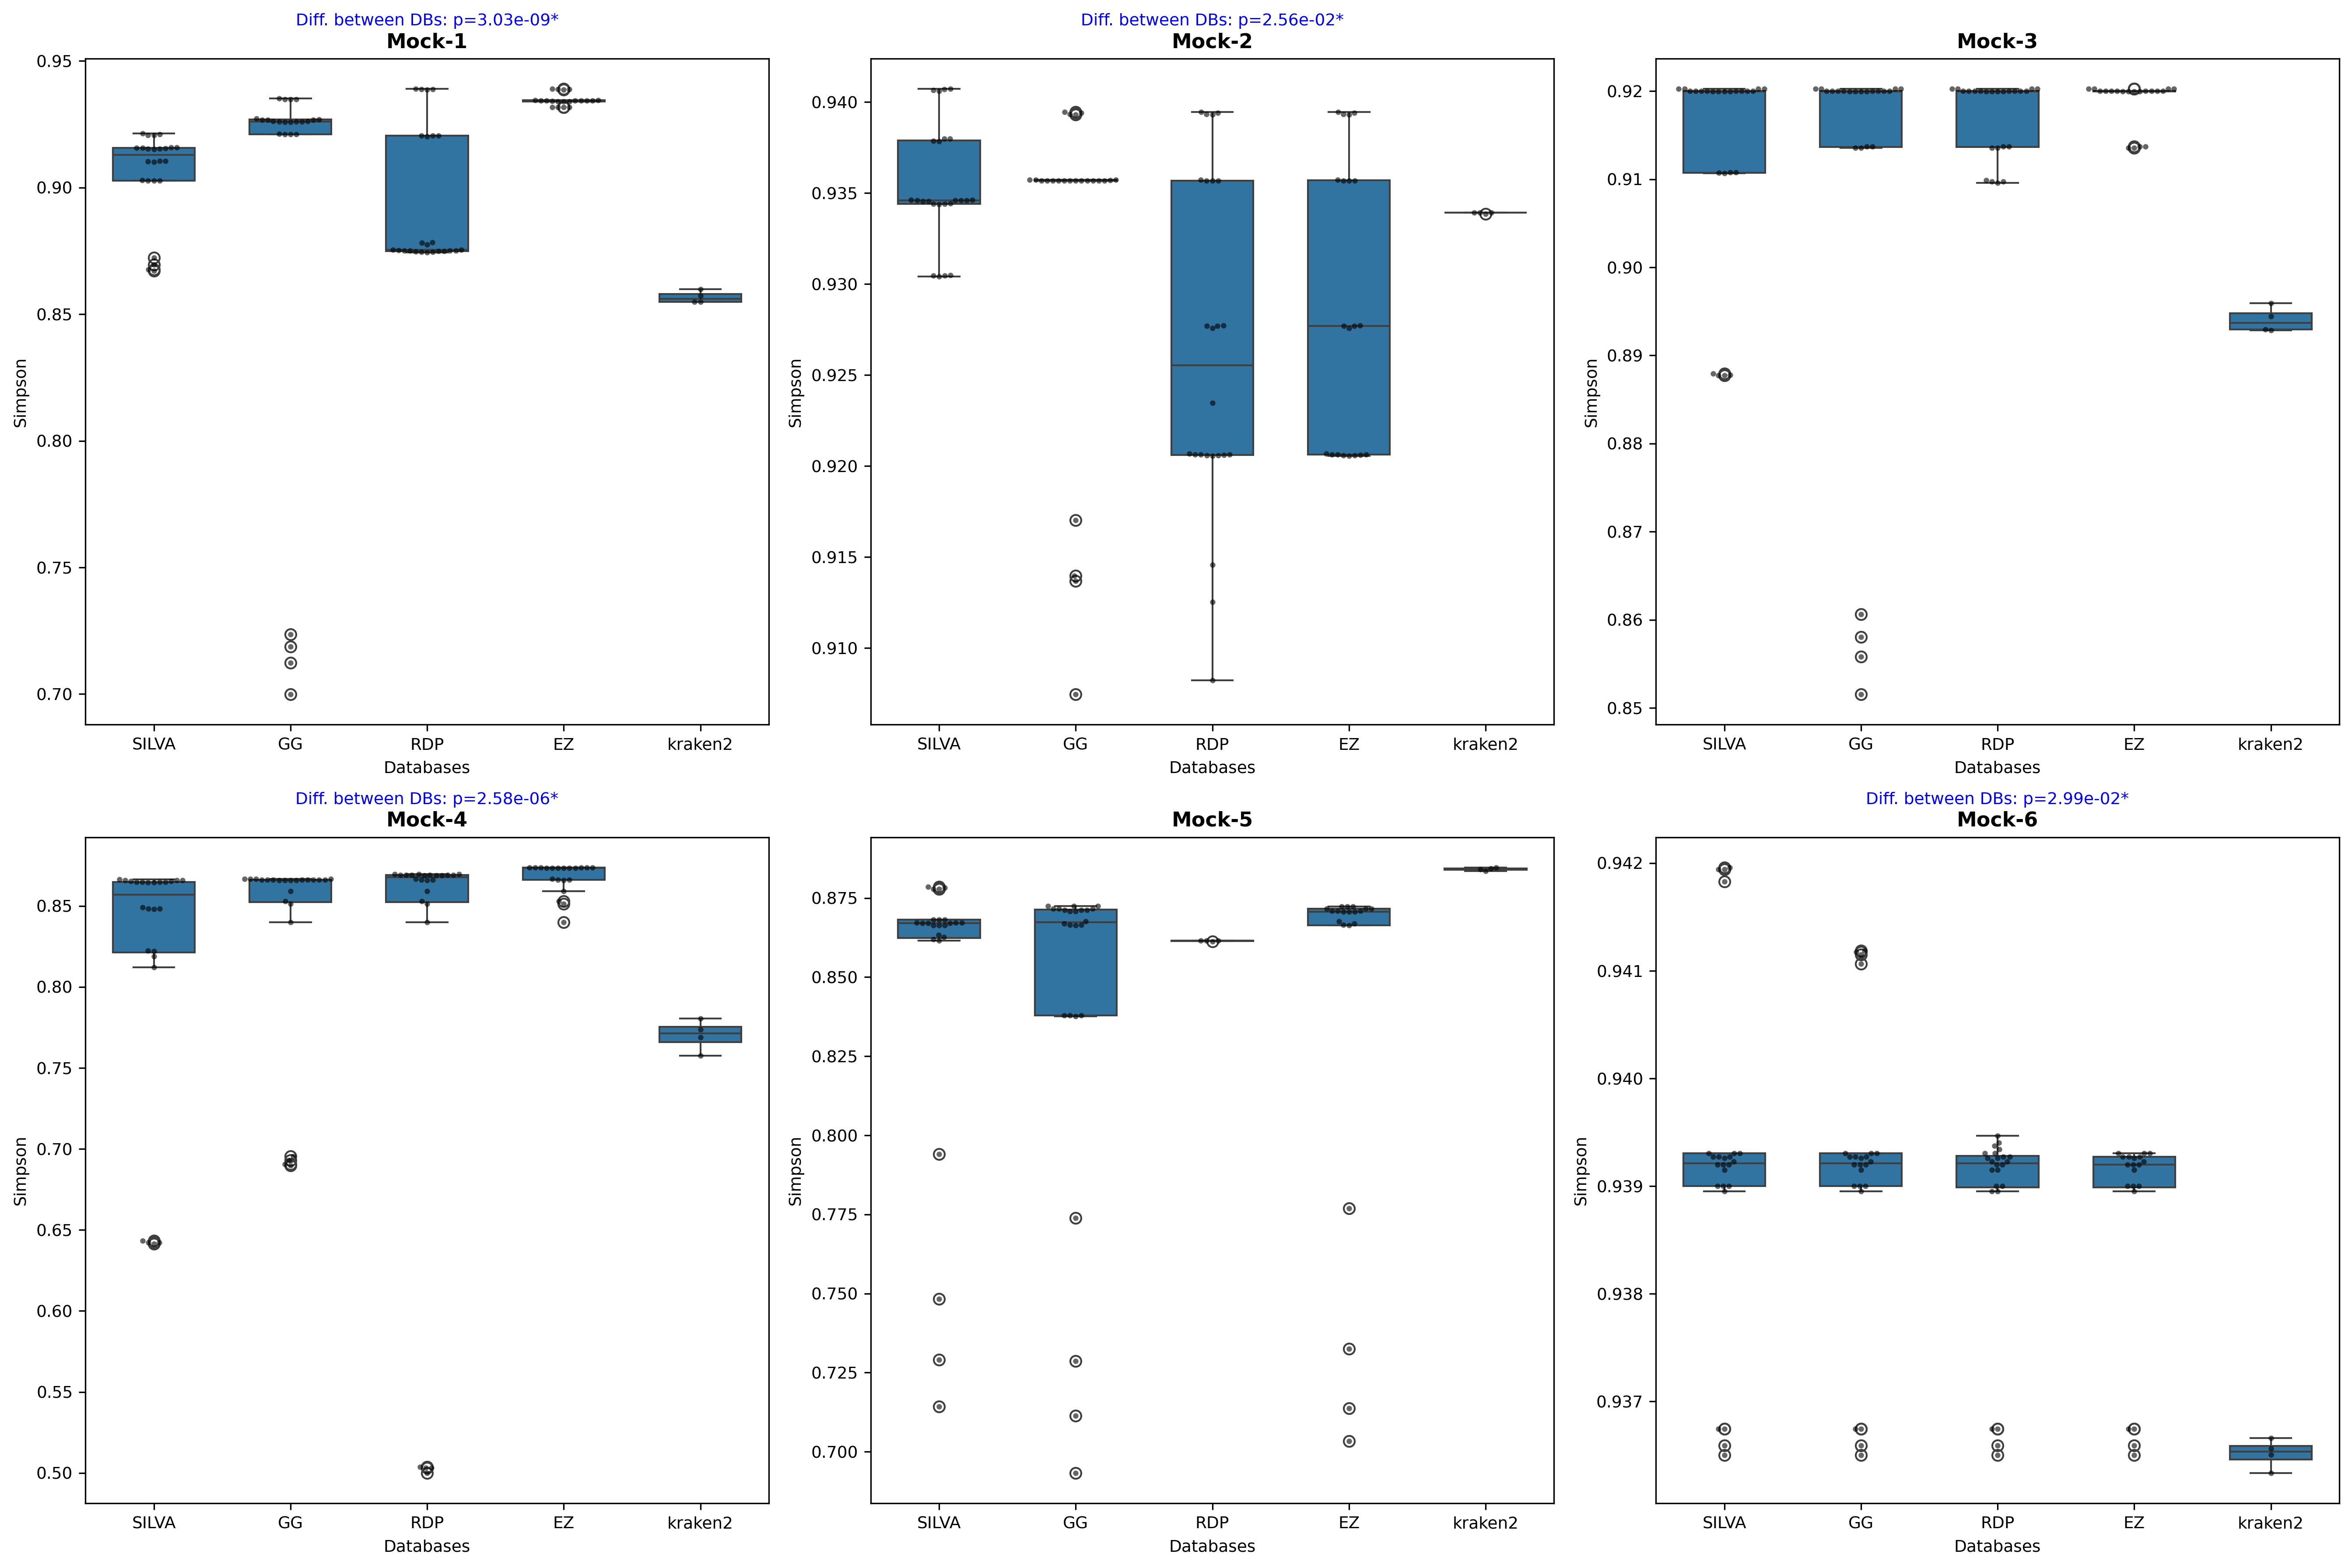 Diff. between DBs: p=3.03e-09*
Mock-1
Simpson
0.95
0.90
0.85
0.80
0.75
0.70
SILVA GG RDP EZ kraken2
Databases
Diff. between DBs: p=2.56e-02*
Mock-2
Simpson
0.940
0.935
0.930
0.925
0.920
0.915
0.910
SILVA GG RDP EZ kraken2
Databases
Mock-3
Simpson
0.92
0.91
0.90
0.89
0.88
0.87
0.86
0.85
SILVA GG RDP EZ kraken2
Databases
Diff. between DBs: p=2.58e-06*
Mock-4
Simpson
0.85
0.80
0.75
0.70
0.65
0.60
0.55
0.50
SILVA GG RDP EZ kraken2
Databases
Mock-5
Simpson
0.875
0.850
0.825
0.800
0.775
0.750
0.725
0.700
SILVA GG RDP EZ kraken2
Databases
Diff. between DBs: p=2.99e-02*
Mock-6
Simpson
0.942
0.941
0.940
0.939
0.938
0.937
SILVA GG RDP EZ kraken2
Databases